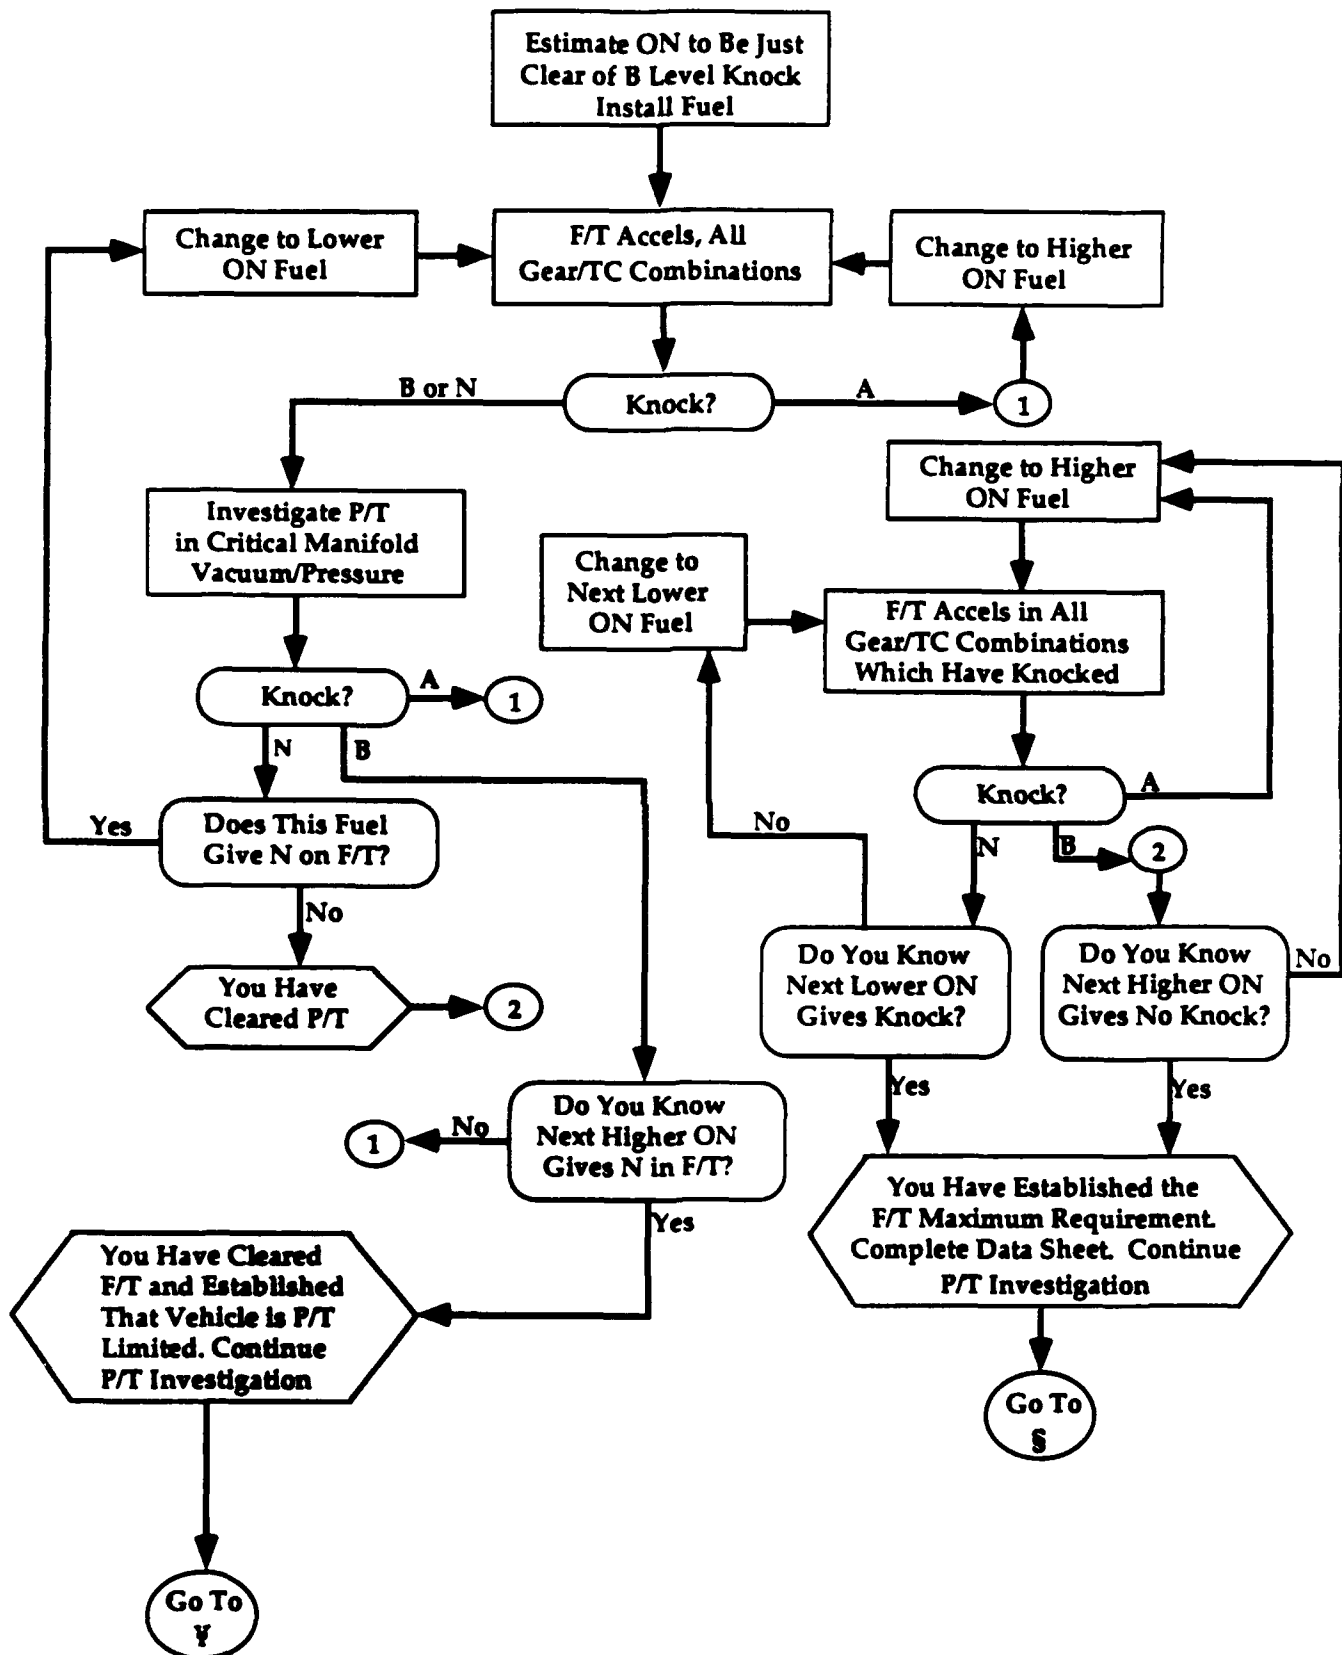 Estimate ON to Be Just
Clear of B Level Knock
Install Fuel
Change to Lower
ON Fuel
F/T Accels, All
Gear/TC Combinations
Change to Higher
ON Fuel
B or N
Knock?
A
1
Investigate P/T
in Critical Manifold
Vacuum/Pressure
Change to Higher
ON Fuel
Change to
Next Lower
ON Fuel
F/T Accels in All
Gear/TC Combinations
Which Have Knocked
Knock?
A
1
N
B
Knock?
A
Yes
Does This Fuel
Give N on F/T?
No
No
N
B
2
You Have
Cleared P/T
2
Do You Know
Next Lower ON
Gives Knock?
Do You Know
Next Higher ON
Gives No Knock?
No
Yes
Yes
1
No
Do You Know
Next Higher ON
Gives N in F/T?
Yes
You Have Established the
F/T Maximum Requirement.
Complete Data Sheet. Continue
P/T Investigation
You Have Cleared
F/T and Established
That Vehicle is P/T
Limited. Continue
P/T Investigation
Go To
§
Go To
¥